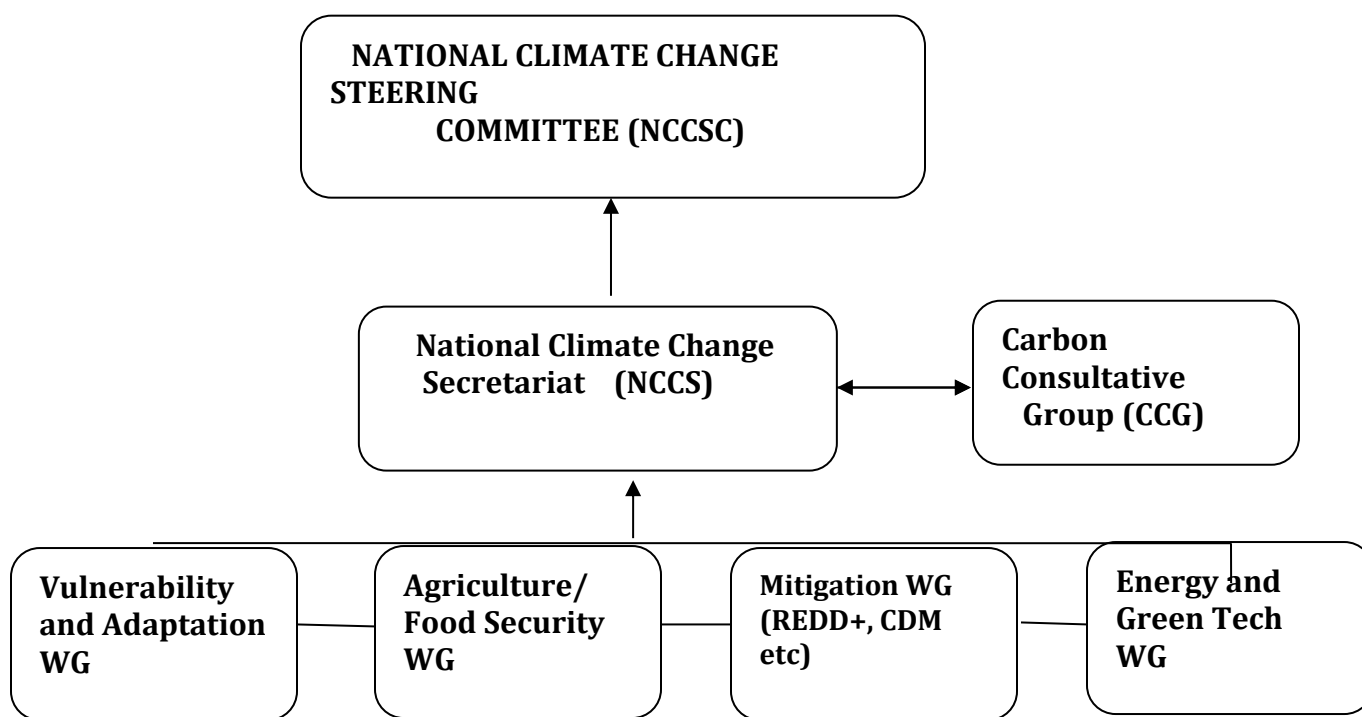 NATIONAL CLIMATE CHANGE
STEERING
COMMITTEE (NCCSC)
National Climate Change
Secretariat (NCCS)
Carbon
Consultative
Group (CCG)
Vulnerability
and Adaptation
WG
Agriculture/
Food Security
WG
Mitigation WG
(REDD+, CDM
etc)
Energy and
Green Tech
WG